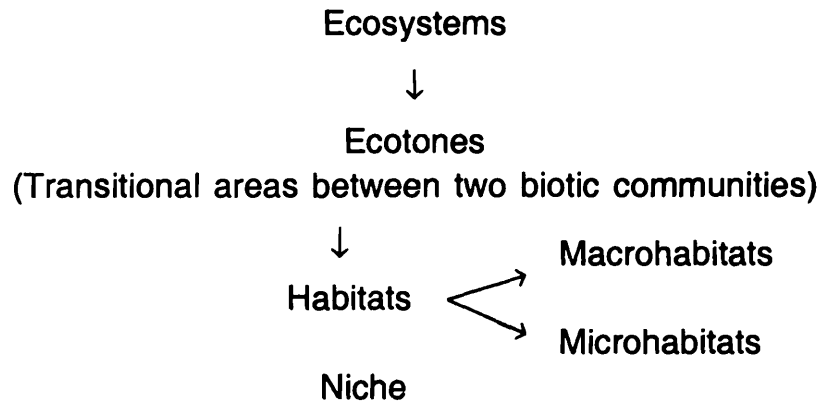 Ecosystems
Ecotones
(Transitional areas between two biotic communities)
Macrohabitats
Habitats
Microhabitats
Niche